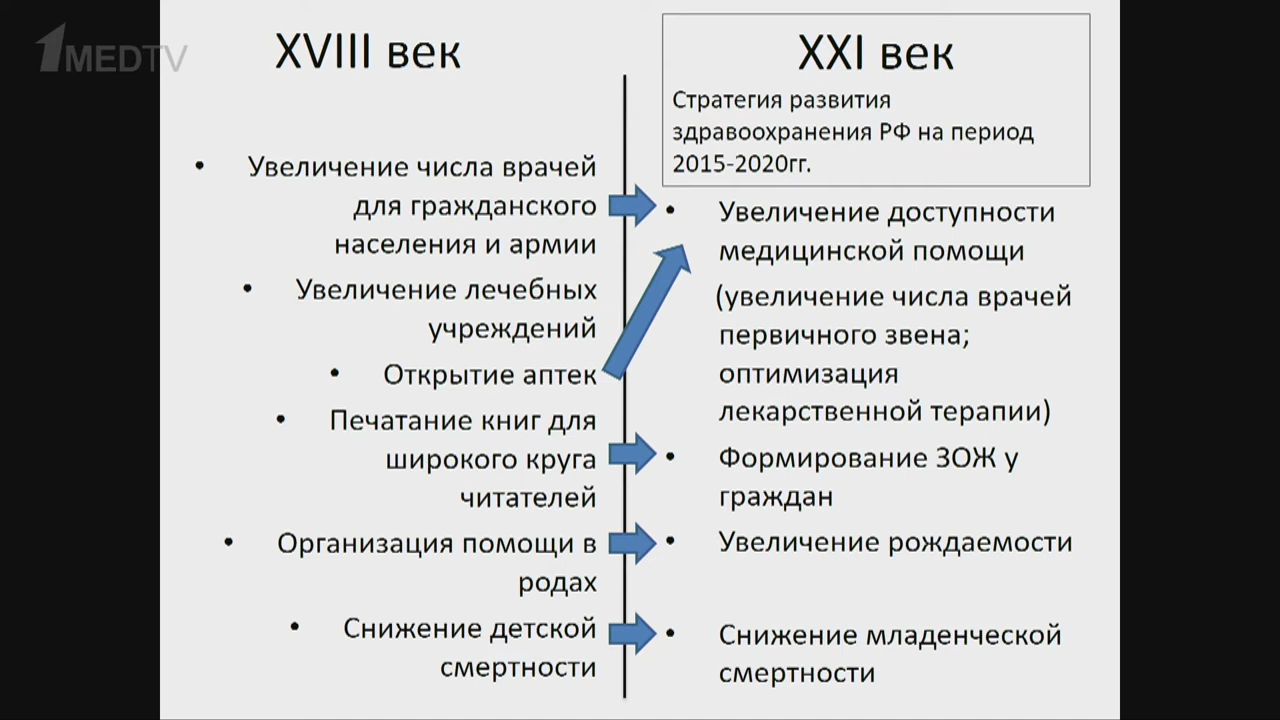 1MEDTV
XVIII век
Увеличение числа врачей
для гражданского
населения и армии
Увеличение лечебных
учреждений
Открытие аптек
Печатание книг для
широкого круга
читателей
Организация помощи в
родах
Снижение детской
смертности
XXI век
Стратегия развития
здравоохранения РФ на период
2015-2020гг.
Увеличение доступности
медицинской помощи
(увеличение числа врачей
первичного звена;
оптимизация
лекарственной терапии)
Формирование ЗОЖ у
граждан
Увеличение рождаемости
Снижение младенческой
смертности